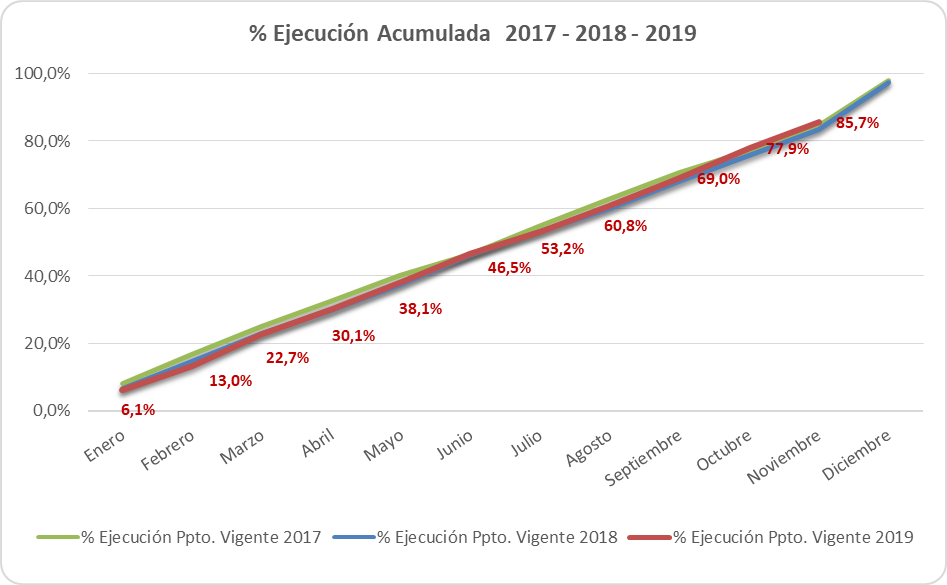 % Ejecución Acumulada 2017 - 2018 - 2019
100,0%
80,0%
60,0%
40,0%
20,0%
0,0%
6,1%
13,0%
22,7%
30,1%
38,1%
46,5%
53,2%
60,8%
69,0%
77,9%
85,7%
Enero
Febrero
Marzo
Abril
Mayo
Junio
Julio
Agosto
Septiembre
Octubre
Noviembre
Diciembre
% Ejecución Ppto. Vigente 2017
% Ejecución Ppto. Vigente 2018
% Ejecución Ppto. Vigente 2019